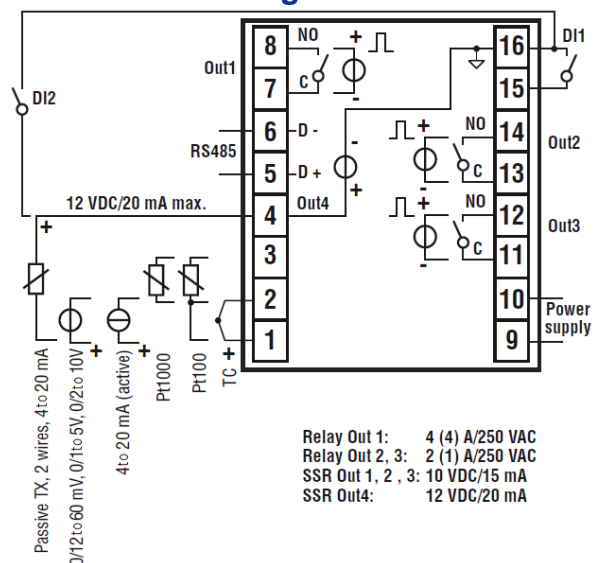 8
NO
+
Out1
7
C
-
DI2
6
D -
RS485
5
D +
-
+
12 VDC/20 mA max.
4
Out4
+
3
2
1
+
TC
Pt100
Pt1000
+
4 to 20 mA (active)
+
0/12 to 60 mV, 0/1 to 5V, 0/2 to 10V
Passive TX, 2 wires, 4 to 20 mA
16
DI1
15
+
NO
14
Out2
C
13
-
+
NO
12
Out3
C
11
-
10
Power
supply
9
Relay Out 1: 4 (4) A/250 VAC
Relay Out 2, 3: 2 (1) A/250 VAC
SSR Out 1, 2 , 3: 10 VDC/15 mA
SSR Out4: 12 VDC/20 mA